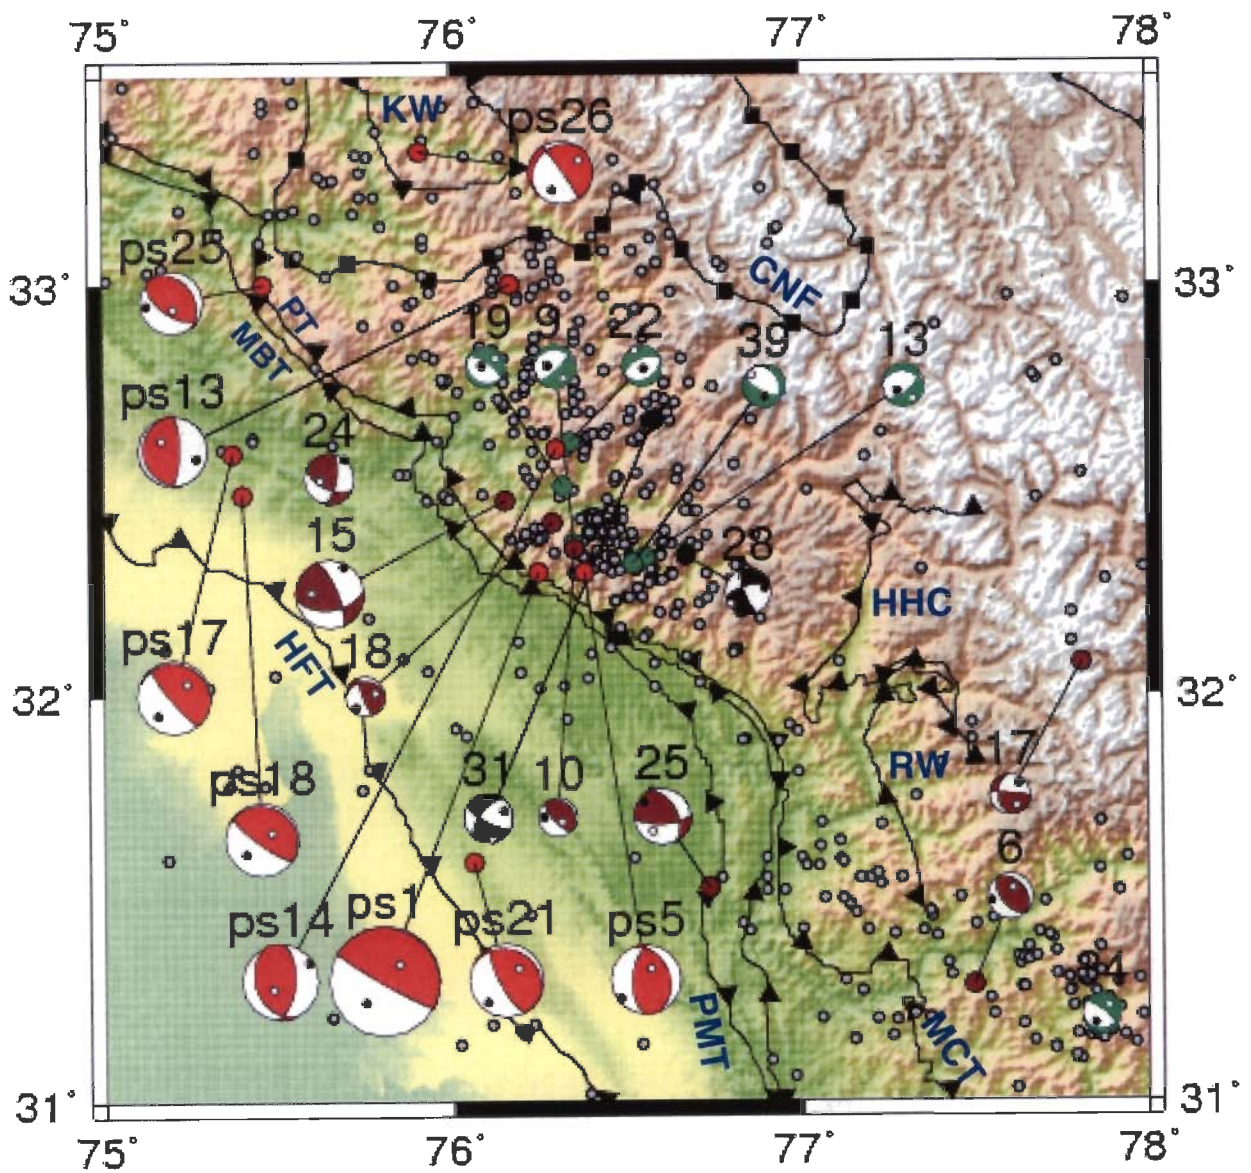 75° 76° 77° 78°
KW ps26
ps25
33° CNF 33°
PT
MBT 19 9 22 39 13
ps13
24
15
28
HHC
ps17 HFT 18
32° 32°
17
RW
ps18 31 10 25
6
ps14 ps1 ps21 ps5
PMT MCT
31° 31°
75° 76° 77° 78°